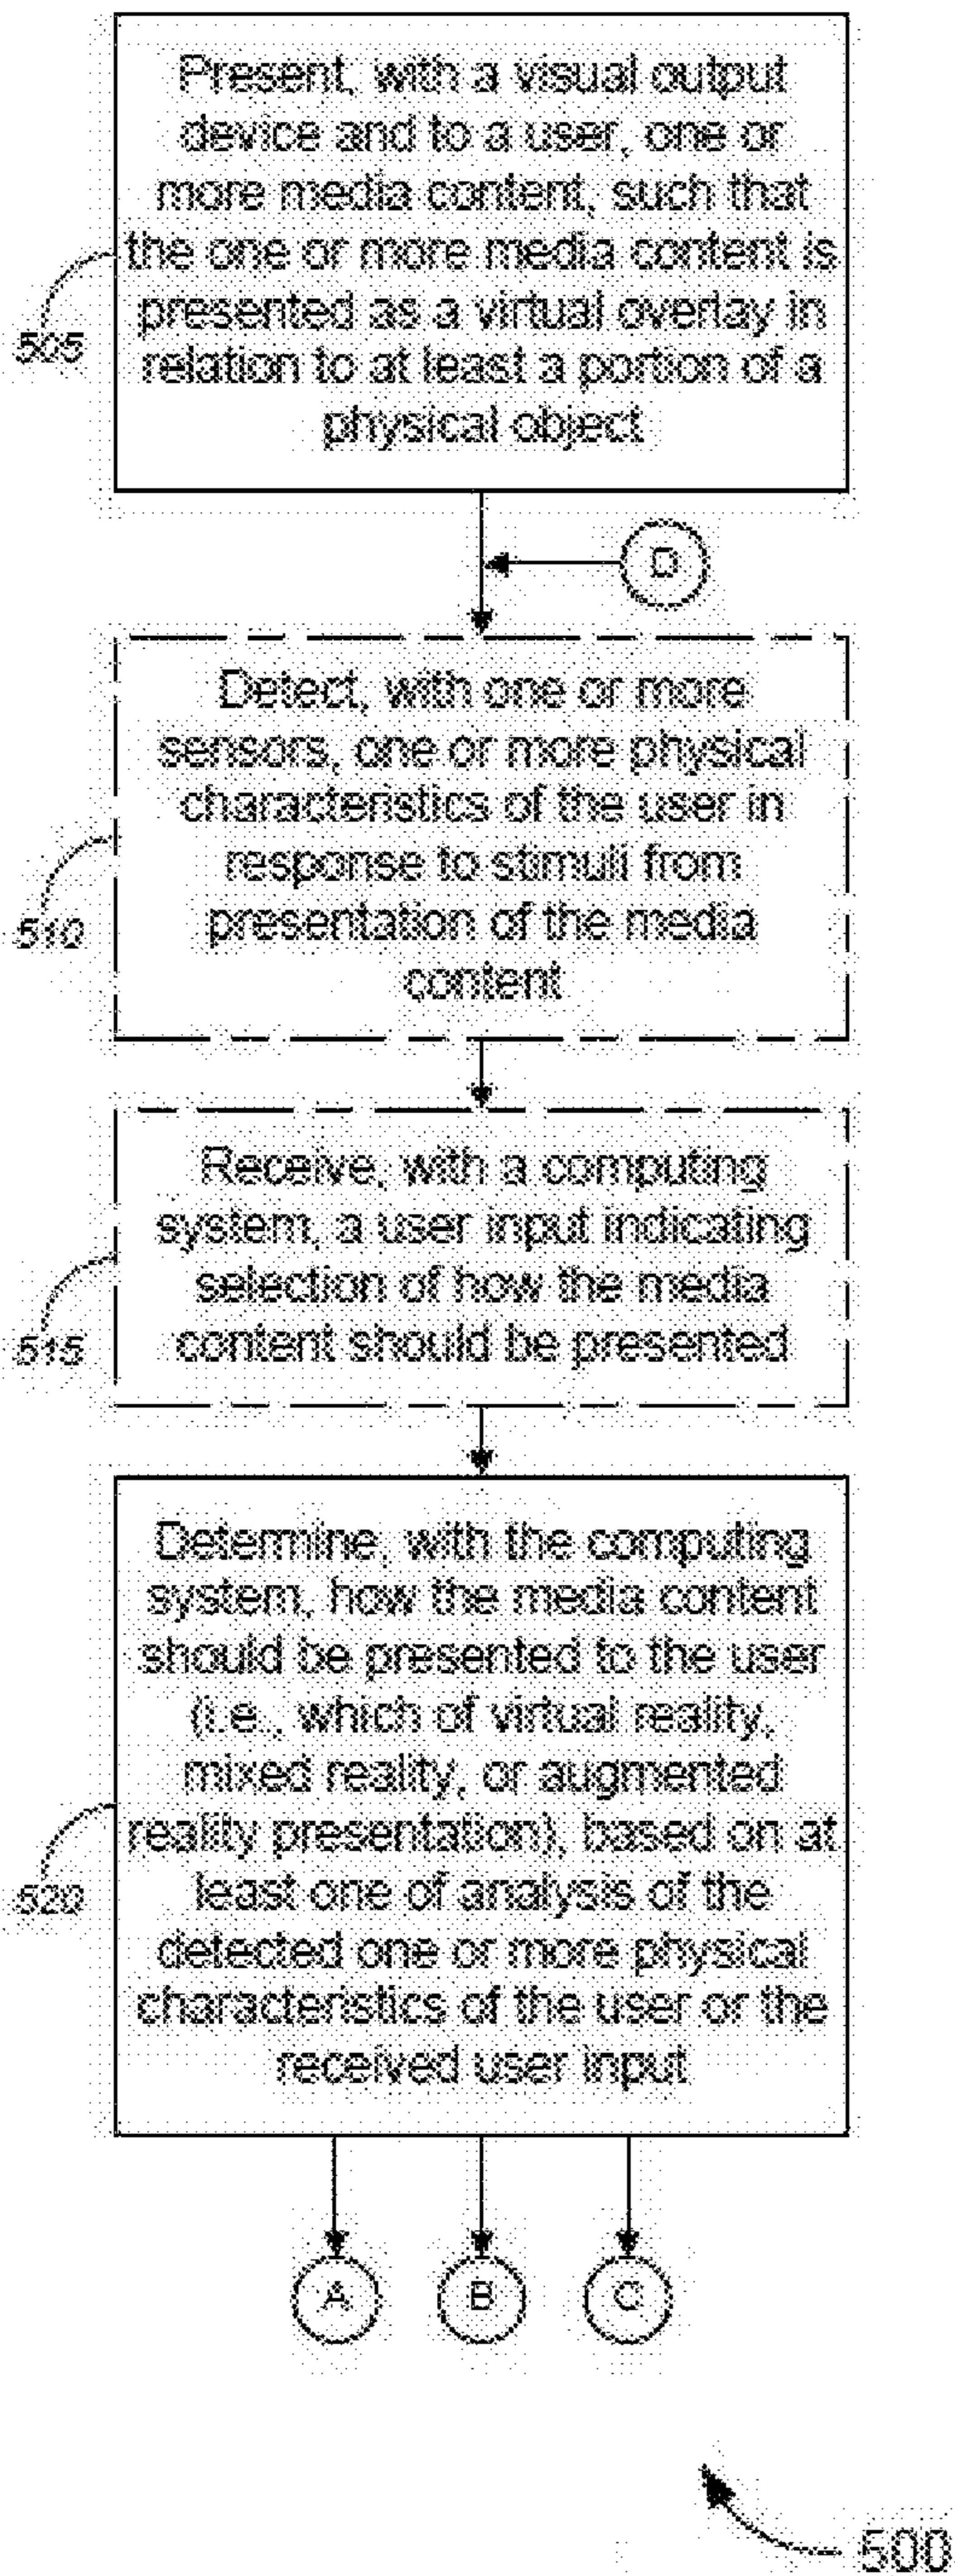 Present, with a visual output
device and to a user, one or
more media content, such that
the one or more media content is
presented as a virtual overlay in
relation to at least a portion of a
physical object
505
D
Detect, with one or more
sensors, one or more physical
characteristics of the user in
response to stimuli from
presentation of the media
content
510
Receive, with a computing
system, a user input indicating
selection of how the media
content should be presented
515
Determine, with the computing
system, how the media content
should be presented to the user
(i.e., which of virtual reality,
mixed reality, or augmented
reality presentation), based on at
least one of analysis of the
detected one or more physical
characteristics of the user or the
received user input
520
A
B
C
500